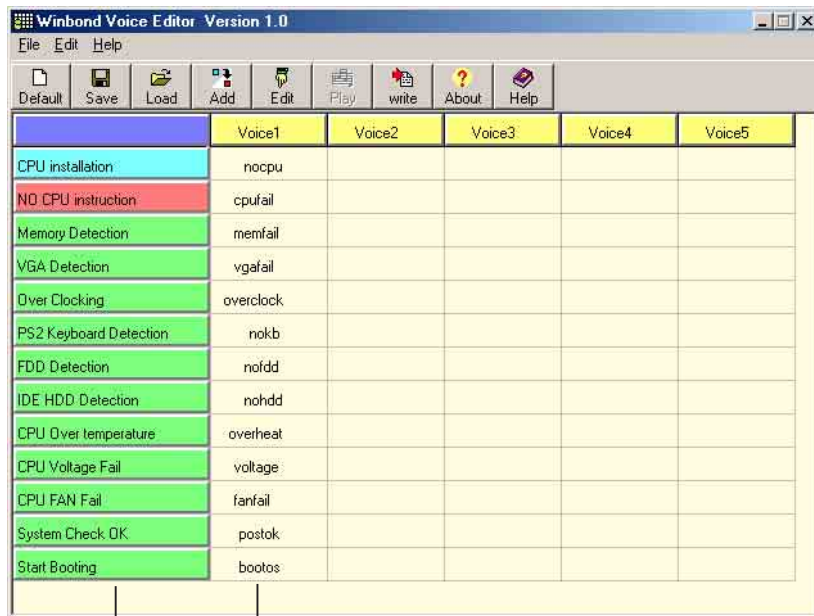 Winbond Voice Editor Version 1.0
File Edit Help
Default Save Load Add Edit Play write About Help
Voice1 Voice2 Voice3 Voice4 Voice5
CPU installation nocpu
NO CPU instruction cpufail
Memory Detection memfail
VGA Detection vgafail
Over Clocking overclock
PS2 Keyboard Detection nokb
FDD Detection nofdd
IDE HDD Detection nohdd
CPU Over temperature overheat
CPU Voltage Fail voltage
CPU FAN Fail fanfail
System Check OK postok
Start Booting bootos